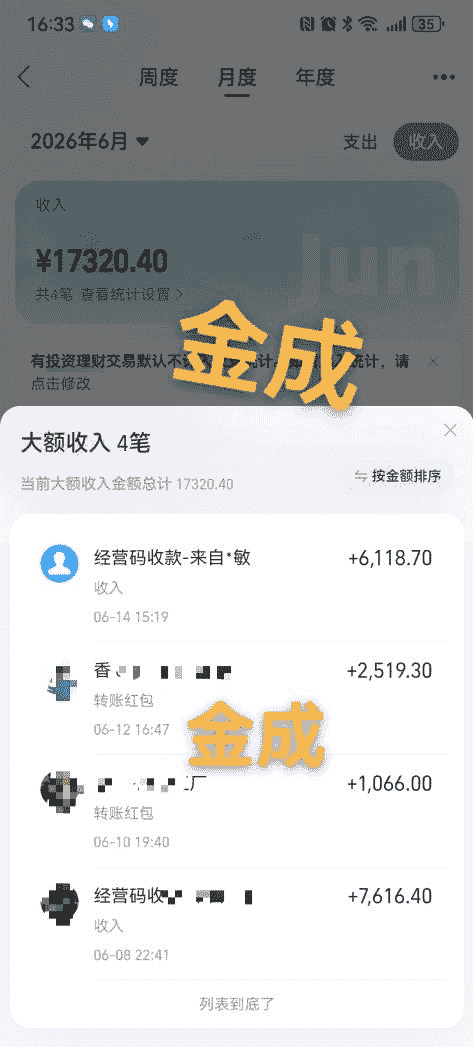 16:33
35
周度 月度 年度
2026年6月
支出 收入
收入
¥17320.40
Jun
共4笔 查看统计设置
金成
有投资理财交易默认不
统计，请
点击修改
大额收入 4笔
当前大额收入金额总计 17320.40
按金额排序
经营码收款-来自*敏 +6,118.70
收入
06-14 15:19
香 +2,519.30
转账红包
06-12 16:47
金成
厂 +1,066.00
转账红包
06-10 19:40
经营码收 +7,616.40
收入
06-08 22:41
列表到底了